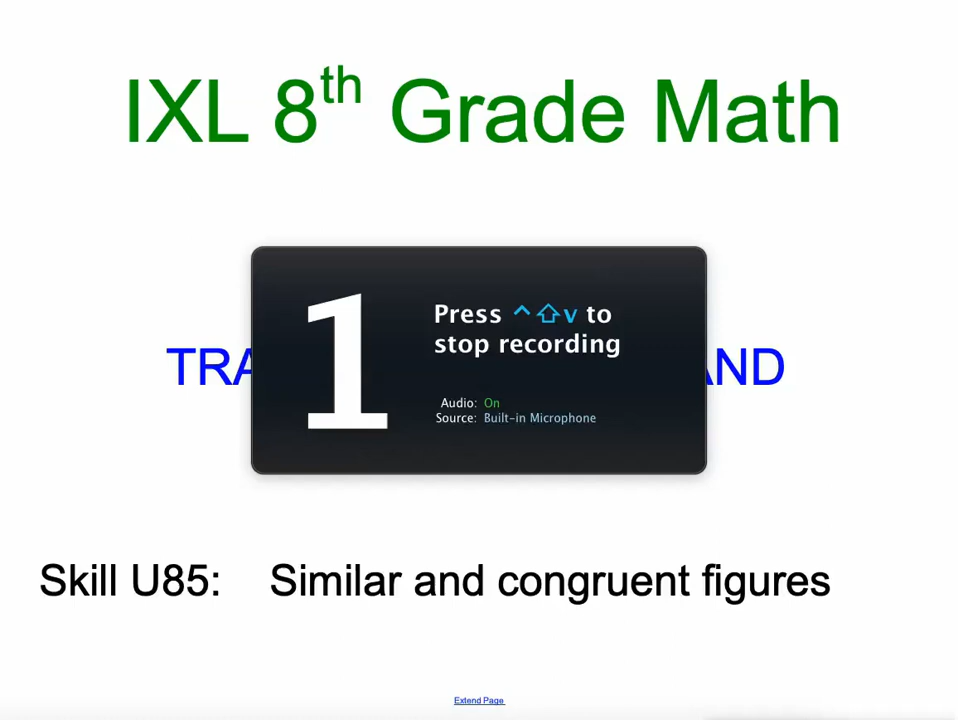 IXL 8th Grade Math
1
Press ^⇧v to
stop recording
Audio: On
Source: Built-in Microphone
TRA AND
Skill U85: Similar and congruent figures
Extend Page